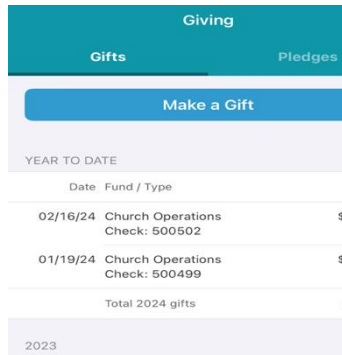 Giving
Gifts Pledges
Make a Gift
YEAR TO DATE
Date Fund / Type
02/16/24 Church Operations $
Check: 500502
01/19/24 Church Operations $
Check: 500499
Total 2024 gifts
2023